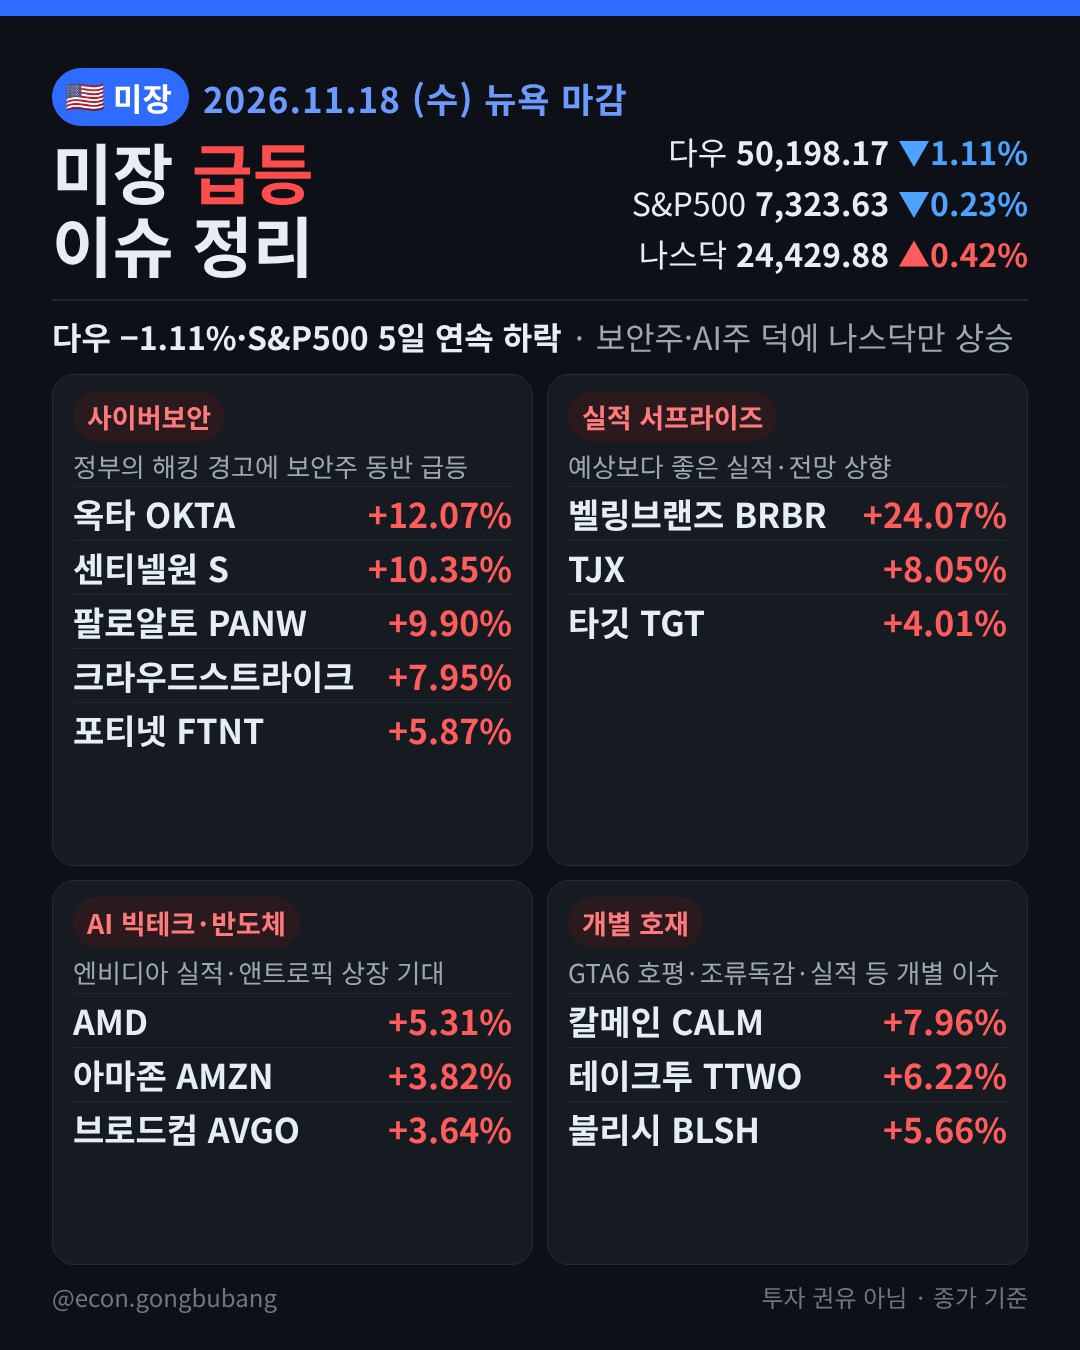 🇺🇸 미장 2026.11.18 (수) 뉴욕 마감
미장 급등
이슈 정리
다우 50,198.17 ▼1.11%
S&P500 7,323.63 ▼0.23%
나스닥 24,429.88 ▲0.42%
다우 −1.11%·S&P500 5일 연속 하락 · 보안주·AI주 덕에 나스닥만 상승
사이버보안
정부의 해킹 경고에 보안주 동반 급등
옥타 OKTA +12.07%
센티넬원 S +10.35%
팔로알토 PANW +9.90%
크라우드스트라이크 +7.95%
포티넷 FTNT +5.87%
실적 서프라이즈
예상보다 좋은 실적·전망 상향
벨링브랜즈 BRBR +24.07%
TJX +8.05%
타깃 TGT +4.01%
AI 빅테크·반도체
엔비디아 실적·앤트로픽 상장 기대
AMD +5.31%
아마존 AMZN +3.82%
브로드컴 AVGO +3.64%
개별 호재
GTA6 호평·조류독감·실적 등 개별 이슈
칼메인 CALM +7.96%
테이크투 TTWO +6.22%
불리시 BLSH +5.66%
@econ.gongbubang
투자 권유 아님 · 종가 기준